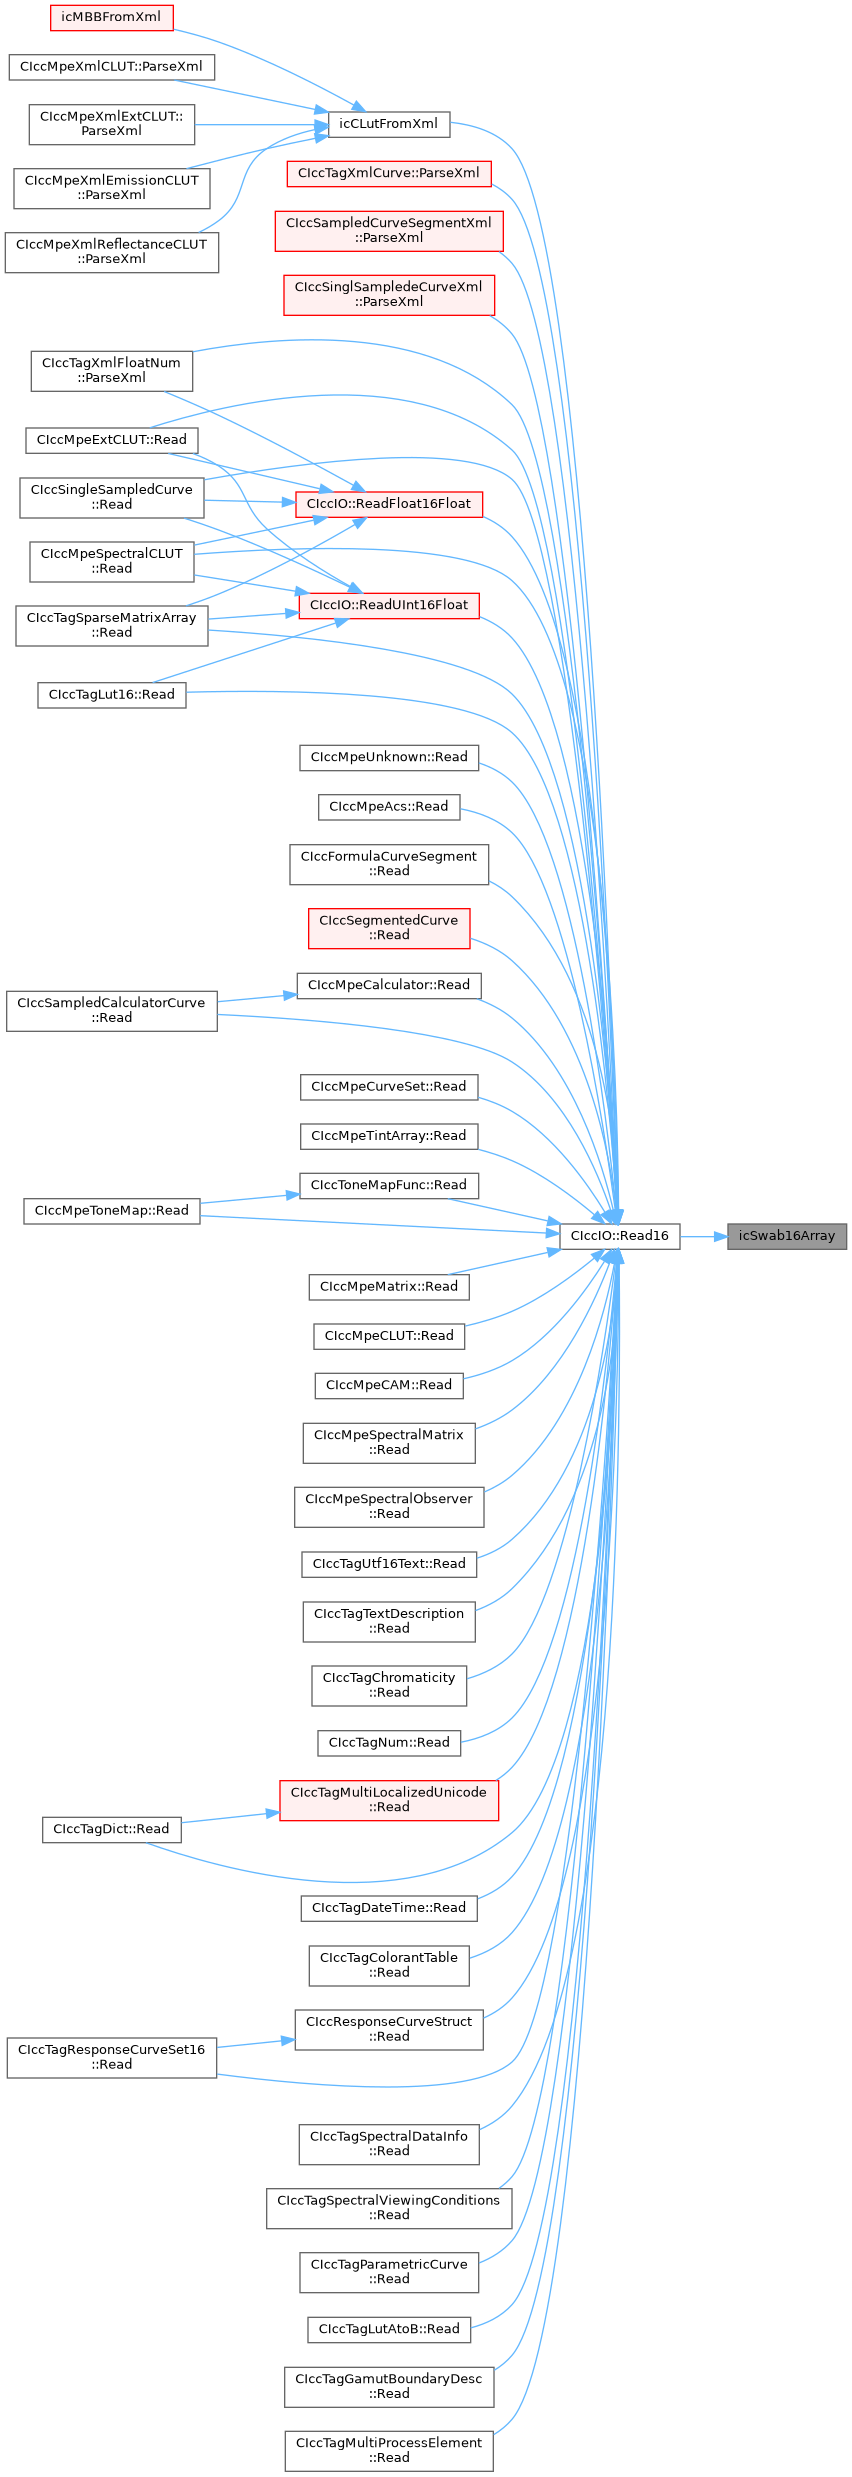 icMBBFromXml
CIccMpeXmlCLUT::ParseXml
CIccMpeXmlExtCLUT::
ParseXml
icCLutFromXml
CIccMpeXmlEmissionCLUT
::ParseXml
CIccMpeXmlReflectanceCLUT
::ParseXml
CIccTagXmlCurve::ParseXml
CIccSampledCurveSegmentXml
::ParseXml
CIccSinglSampledeCurveXml
::ParseXml
CIccTagXmlFloatNum
::ParseXml
CIccMpeExtCLUT::Read
CIccSingleSampledCurve
::Read
CIccIO::ReadFloat16Float
CIccMpeSpectralCLUT
::Read
CIccIO::ReadUInt16Float
CIccTagSparseMatrixArray
::Read
CIccTagLut16::Read
CIccMpeUnknown::Read
CIccMpeAcs::Read
CIccFormulaCurveSegment
::Read
CIccSegmentedCurve
::Read
CIccMpeCalculator::Read
CIccSampledCalculatorCurve
::Read
CIccMpeCurveSet::Read
CIccMpeTintArray::Read
CIccToneMapFunc::Read
CIccMpeToneMap::Read
CIccIO::Read16
icSwab16Array
CIccMpeMatrix::Read
CIccMpeCLUT::Read
CIccMpeCAM::Read
CIccMpeSpectralMatrix
::Read
CIccMpeSpectralObserver
::Read
CIccTagUtf16Text::Read
CIccTagTextDescription
::Read
CIccTagChromaticity
::Read
CIccTagNum::Read
CIccTagMultiLocalizedUnicode
::Read
CIccTagDict::Read
CIccTagDateTime::Read
CIccTagColorantTable
::Read
CIccResponseCurveStruct
::Read
CIccTagResponseCurveSet16
::Read
CIccTagSpectralDataInfo
::Read
CIccTagSpectralViewingConditions
::Read
CIccTagParametricCurve
::Read
CIccTagLutAtoB::Read
CIccTagGamutBoundaryDesc
::Read
CIccTagMultiProcessElement
::Read